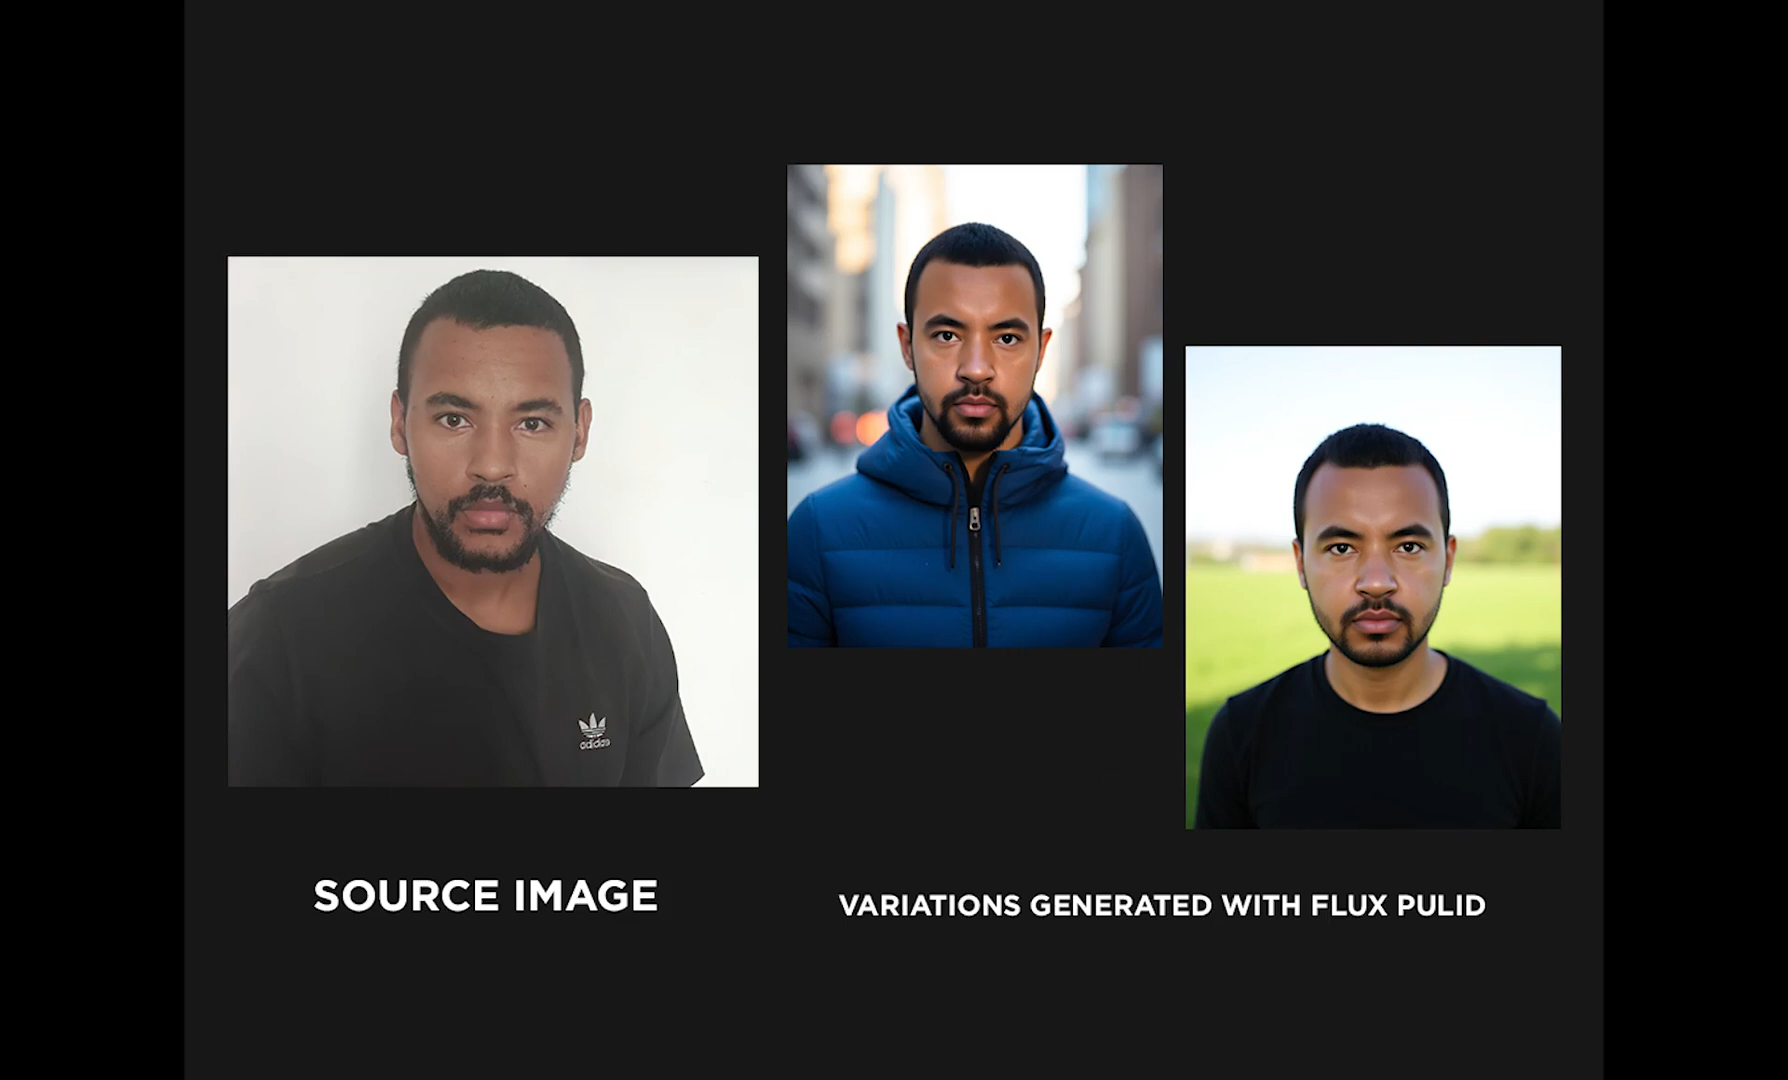 adidas
SOURCE IMAGE
VARIATIONS GENERATED WITH FLUX PULID